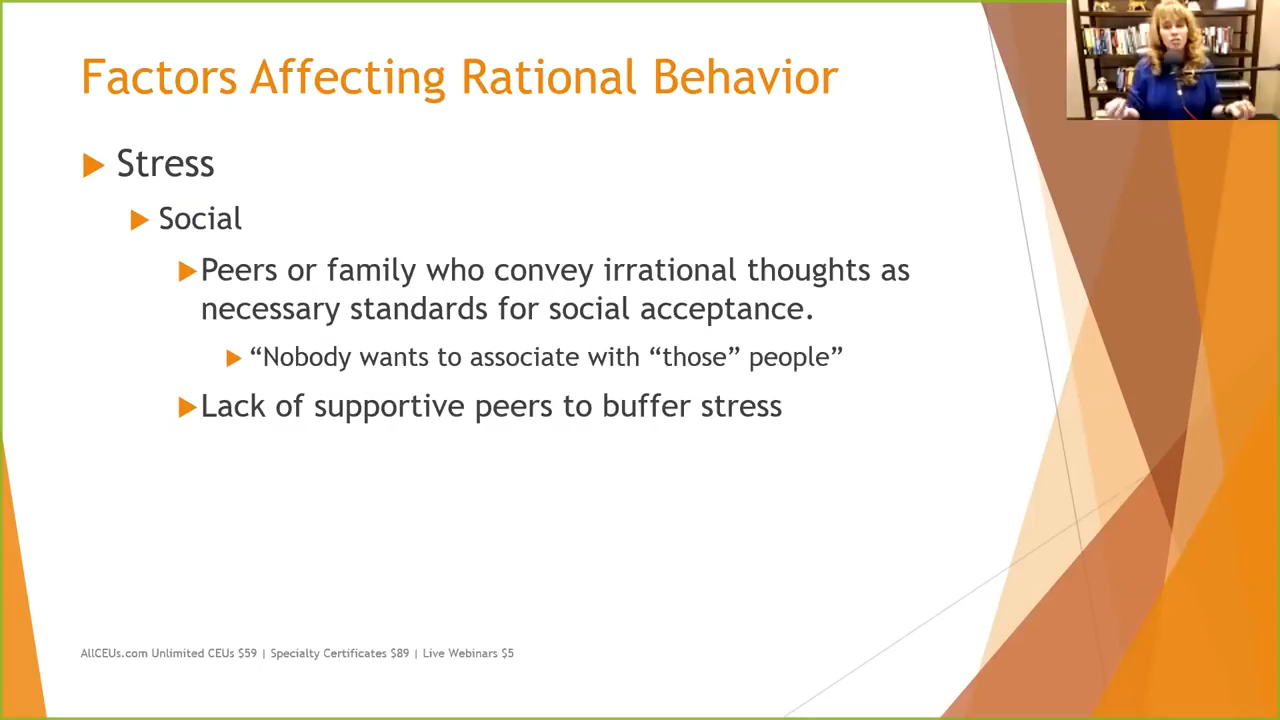 Factors Affecting Rational Behavior
Stress
Social
Peers or family who convey irrational thoughts as
necessary standards for social acceptance.
“Nobody wants to associate with “those” people”
Lack of supportive peers to buffer stress
AllCEUs.com Unlimited CEUs $59 | Specialty Certificates $89 | Live Webinars $5